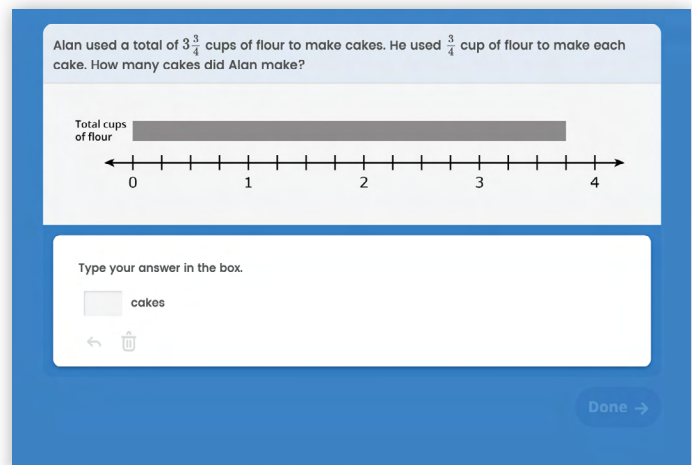 Alan used a total of 3 3/4 cups of flour to make cakes. He used 3/4 cup of flour to make each
cake. How many cakes did Alan make?
Total cups
of flour
0 1 2 3 4
Type your answer in the box.
cakes
Done →